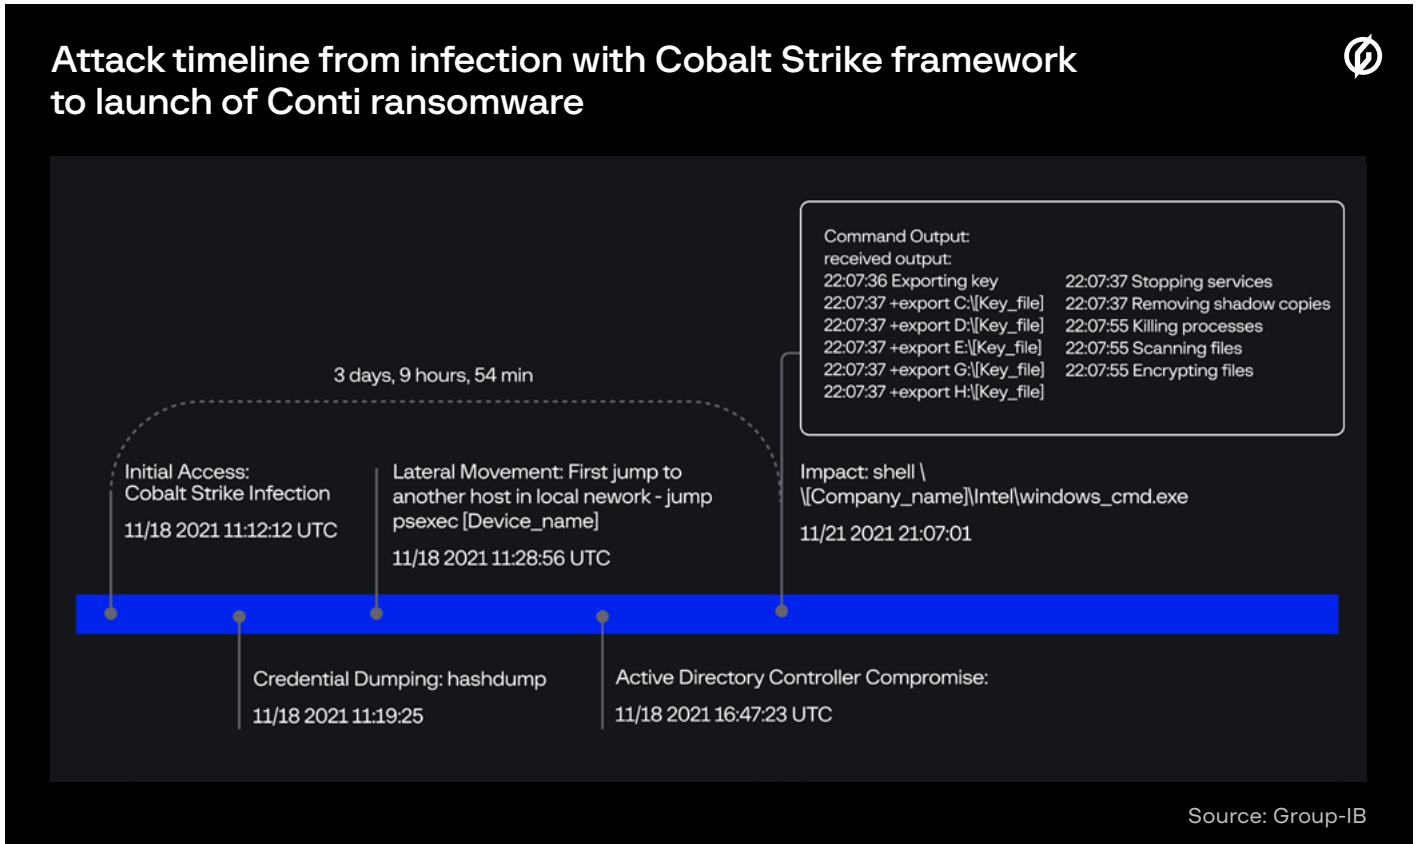 Attack timeline from infection with Cobalt Strike framework
to launch of Conti ransomware
Command Output:
received output:
22:07:36 Exporting key
22:07:37 +export C:\[Key_file]
22:07:37 +export D:\[Key_file]
22:07:37 +export E:\[Key_file]
22:07:37 +export G:\[Key_file]
22:07:37 +export H:\[Key_file]
22:07:37 Stopping services
22:07:37 Removing shadow copies
22:07:55 Killing processes
22:07:55 Scanning files
22:07:55 Encrypting files
3 days, 9 hours, 54 min
Initial Access:
Cobalt Strike Infection
11/18 2021 11:12:12 UTC
Lateral Movement: First jump to
another host in local nework - jump
psexec [Device_name]
11/18 2021 11:28:56 UTC
Impact: shell \
\[Company_name]\Intel\windows_cmd.exe
11/21 2021 21:07:01
Credential Dumping: hashdump
11/18 2021 11:19:25
Active Directory Controller Compromise:
11/18 2021 16:47:23 UTC
Source: Group-IB